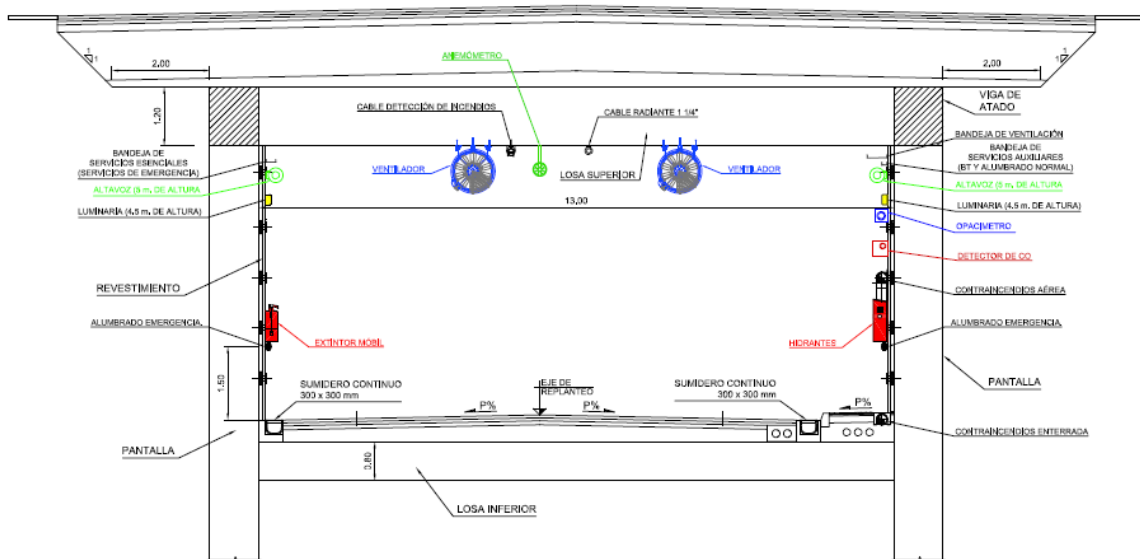 1
1
2.00
1.20
ANEMÓMETRO
CABLE DETECCIÓN DE INCENDIOS
CABLE RADIANTE 1 1/4"
1
1
2.00
VIGA DE
ATADO
BANDEJA DE
SERVICIOS ESENCIALES
(SERVICIOS DE EMERGENCIA)
VENTILADOR
LOSA SUPERIOR
VENTILADOR
BANDEJA DE VENTILACIÓN
BANDEJA DE
SERVICIOS AUXILIARES
(BT Y ALUMBRADO NORMAL)
ALTAVOZ (5 m. DE ALTURA
ALTAVOZ (5 m. DE ALTURA
LUMINARIA (4.5 m. DE ALTURA)
13,00
LUMINARIA (4.5 m. DE ALTURA)
OPACIMETRO
DETECTOR DE CO
REVESTIMIENTO
CONTRAINCENDIOS AÉREA
ALUMBRADO EMERGENCIA.
EXTINTOR MÓBIL
HIDRANTES
ALUMBRADO EMERGENCIA.
1.50
SUMIDERO CONTINUO
300 x 300 mm
EJE DE
REPLANTEO
SUMIDERO CONTINUO
300 x 300 mm
PANTALLA
P%
P%
P%
PANTALLA
CONTRAINCENDIOS ENTERRADA
0.80
LOSA INFERIOR